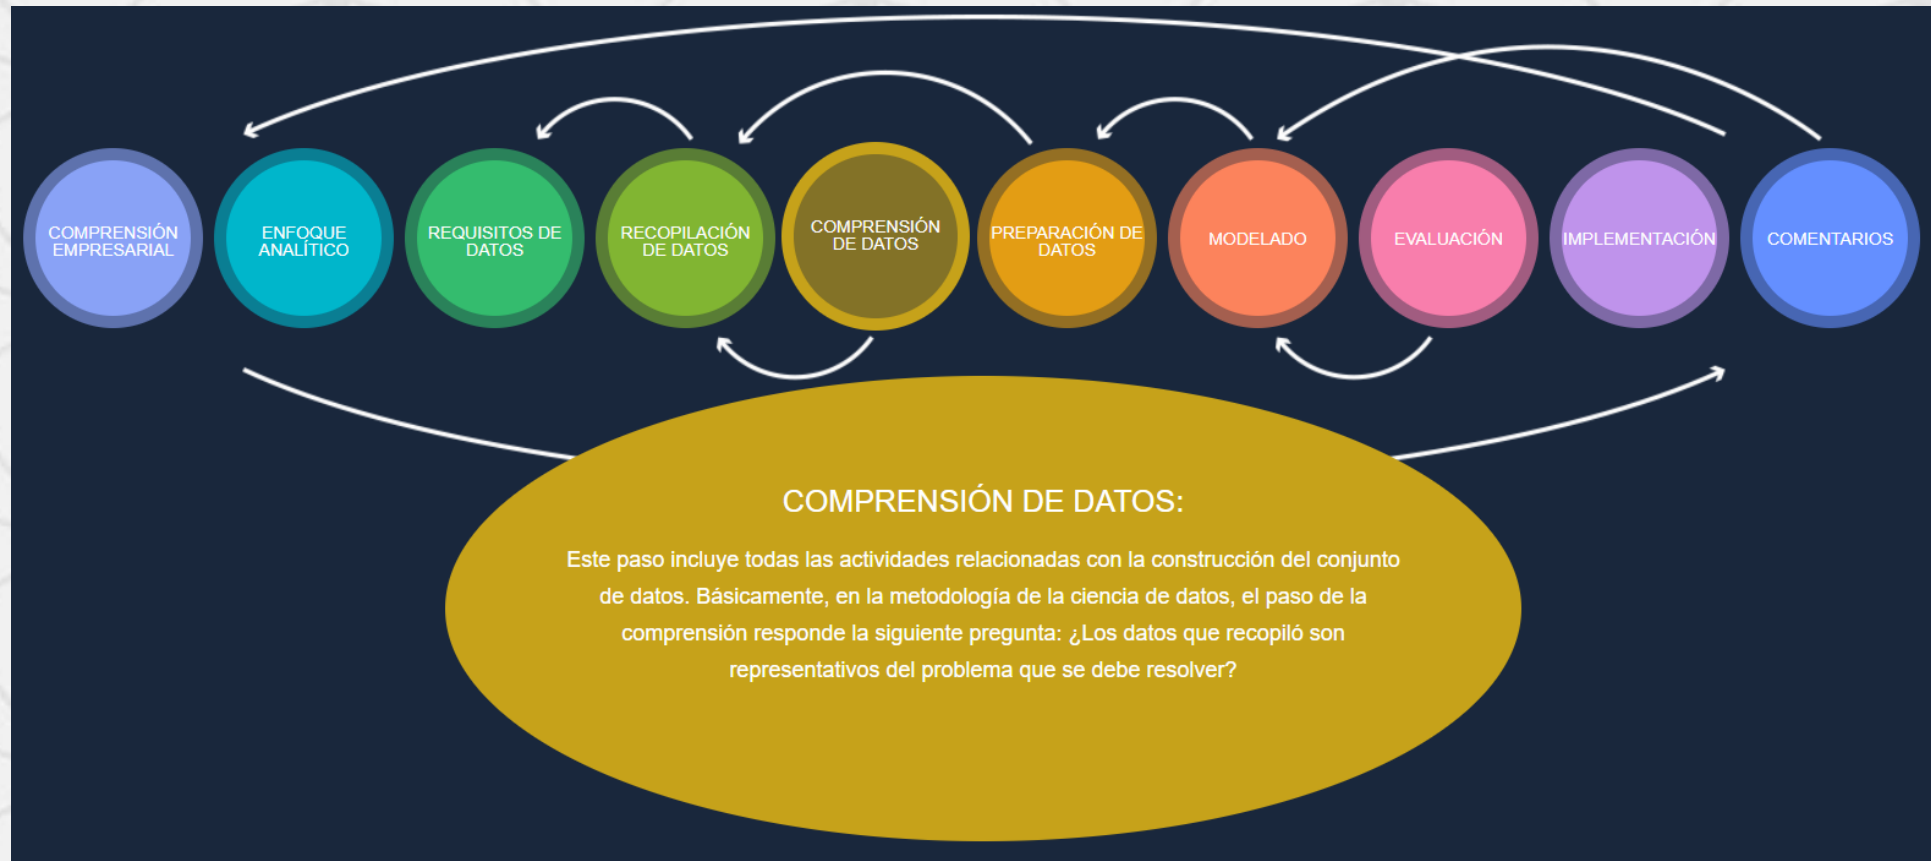 COMPRENSIÓN
EMPRESARIAL
ENFOQUE
ANALÍTICO
REQUISITOS DE
DATOS
RECOPILACIÓN
DE DATOS
COMPRENSIÓN
DE DATOS
PREPARACIÓN DE
DATOS
MODELADO
EVALUACIÓN
IMPLEMENTACIÓN
COMENTARIOS
COMPRENSIÓN DE DATOS:
Este paso incluye todas las actividades relacionadas con la construcción del conjunto
de datos. Básicamente, en la metodología de la ciencia de datos, el paso de la
comprensión responde la siguiente pregunta: ¿Los datos que recopiló son
representativos del problema que se debe resolver?